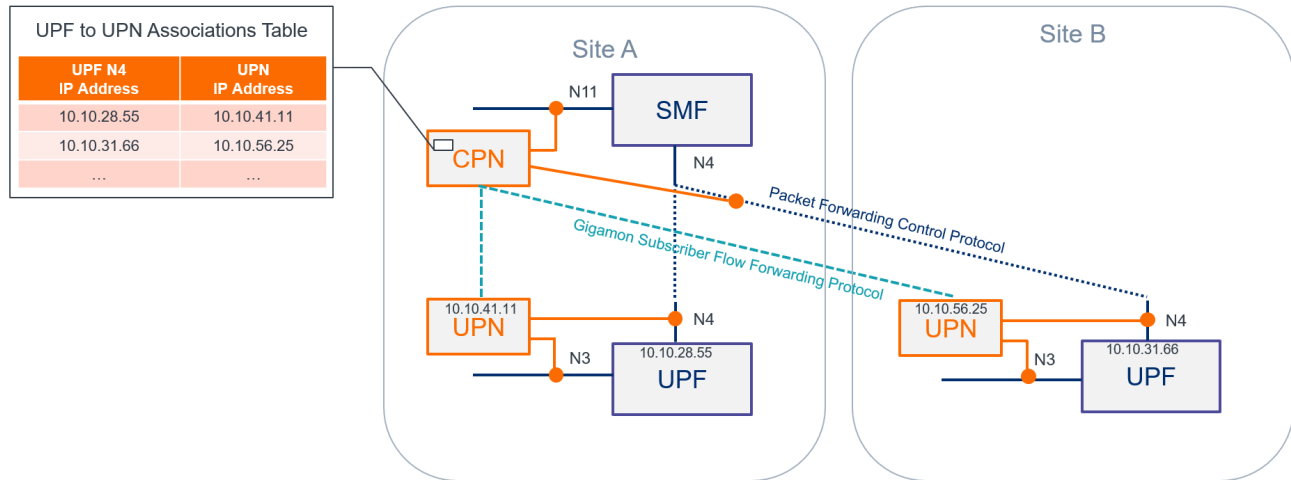 UPF to UPN Associations Table
UPF N4
IP Address
UPN
IP Address
10.10.28.55
10.10.41.11
10.10.31.66
10.10.56.25
…
…
Site A
Site B
N11
SMF
CPN
N4
Packet Forwarding Control Protocol
Gigamon Subscriber Flow Forwarding Protocol
10.10.41.11
UPN
N4
N3
10.10.28.55
UPF
10.10.56.25
UPN
N4
N3
10.10.31.66
UPF